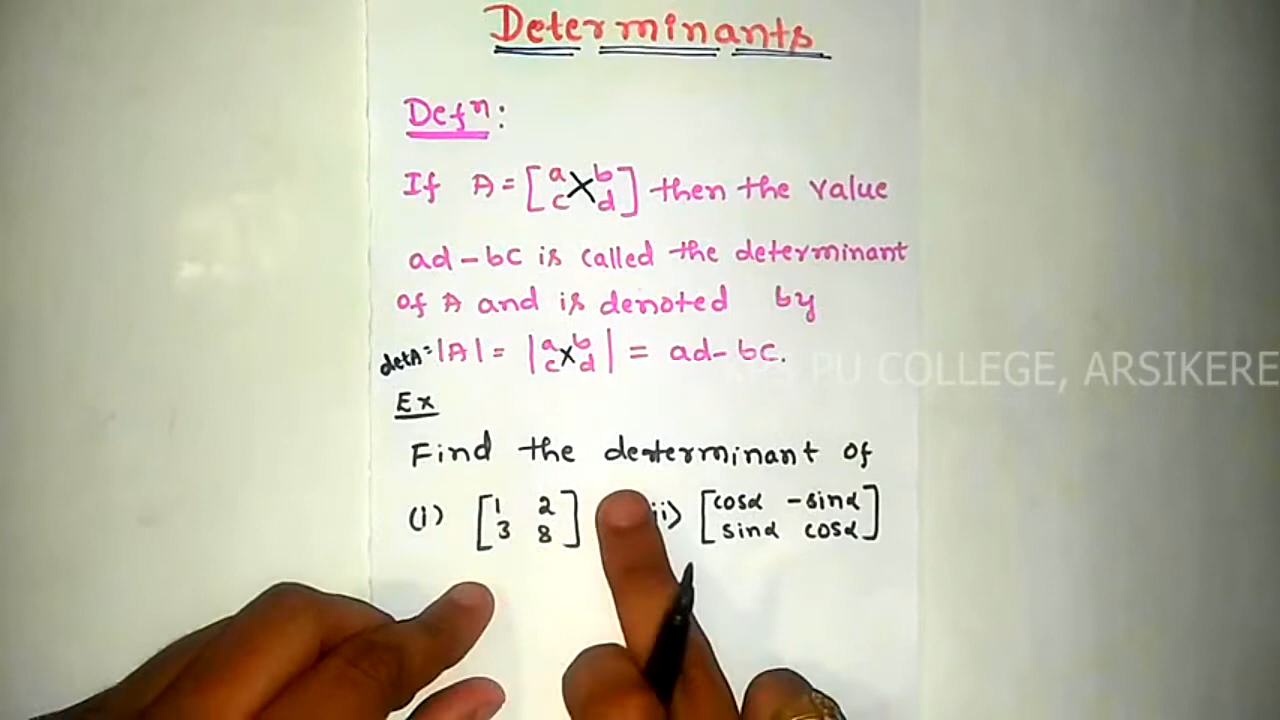 Determinants
Defⁿ:
If A = [a b c d] then the value
ad - bc is called the determinant
of A and is denoted by
detA = |A| = |a b c d| = ad - bc.
PU COLLEGE, ARSIKERE
Ex
Find the determinant of
(i) [1 2 3 8] ii) [cosα -sinα sinα cosα]